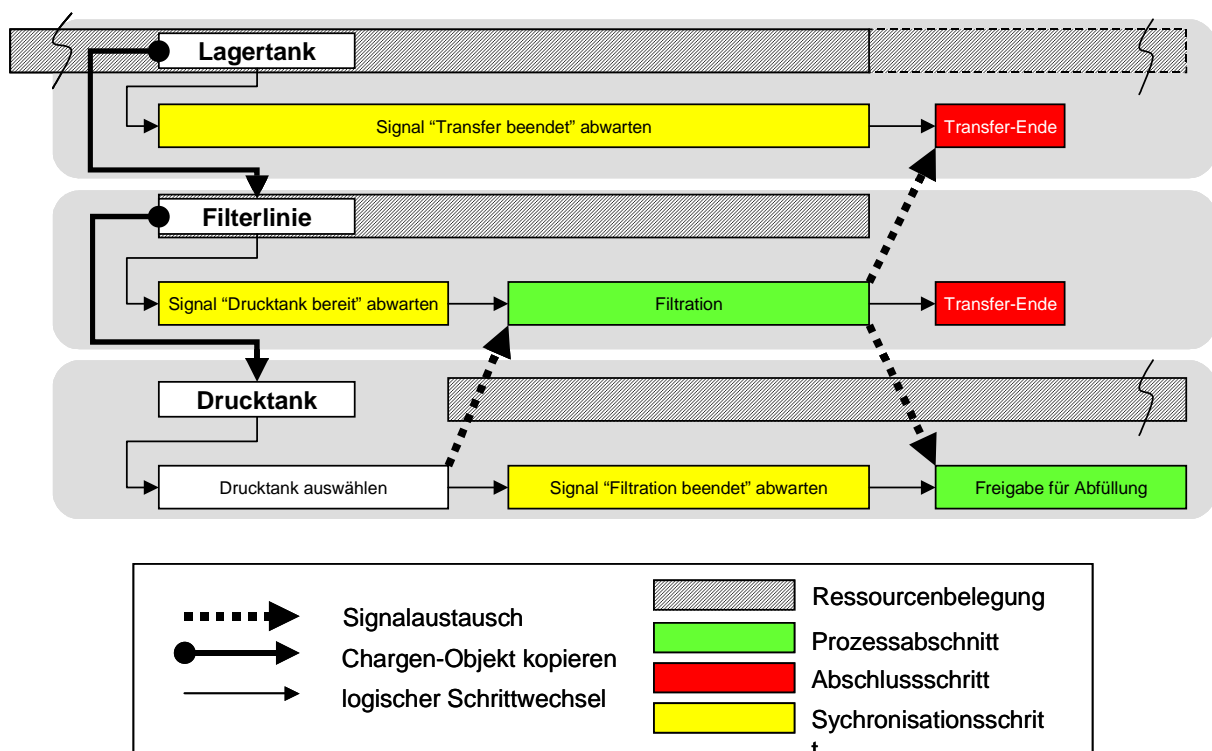 Lagertank
Signal “Transfer beendet” abwarten
Transfer-Ende
Filterlinie
Signal “Drucktank bereit” abwarten
Filtration
Transfer-Ende
Drucktank
Drucktank auswählen
Signal “Filtration beendet” abwarten
Freigabe für Abfüllung
Signalaustausch
Chargen-Objekt kopieren
logischer Schrittwechsel
Ressourcenbelegung
Prozessabschnitt
Abschlussschritt
Sychronisationsschrit
t